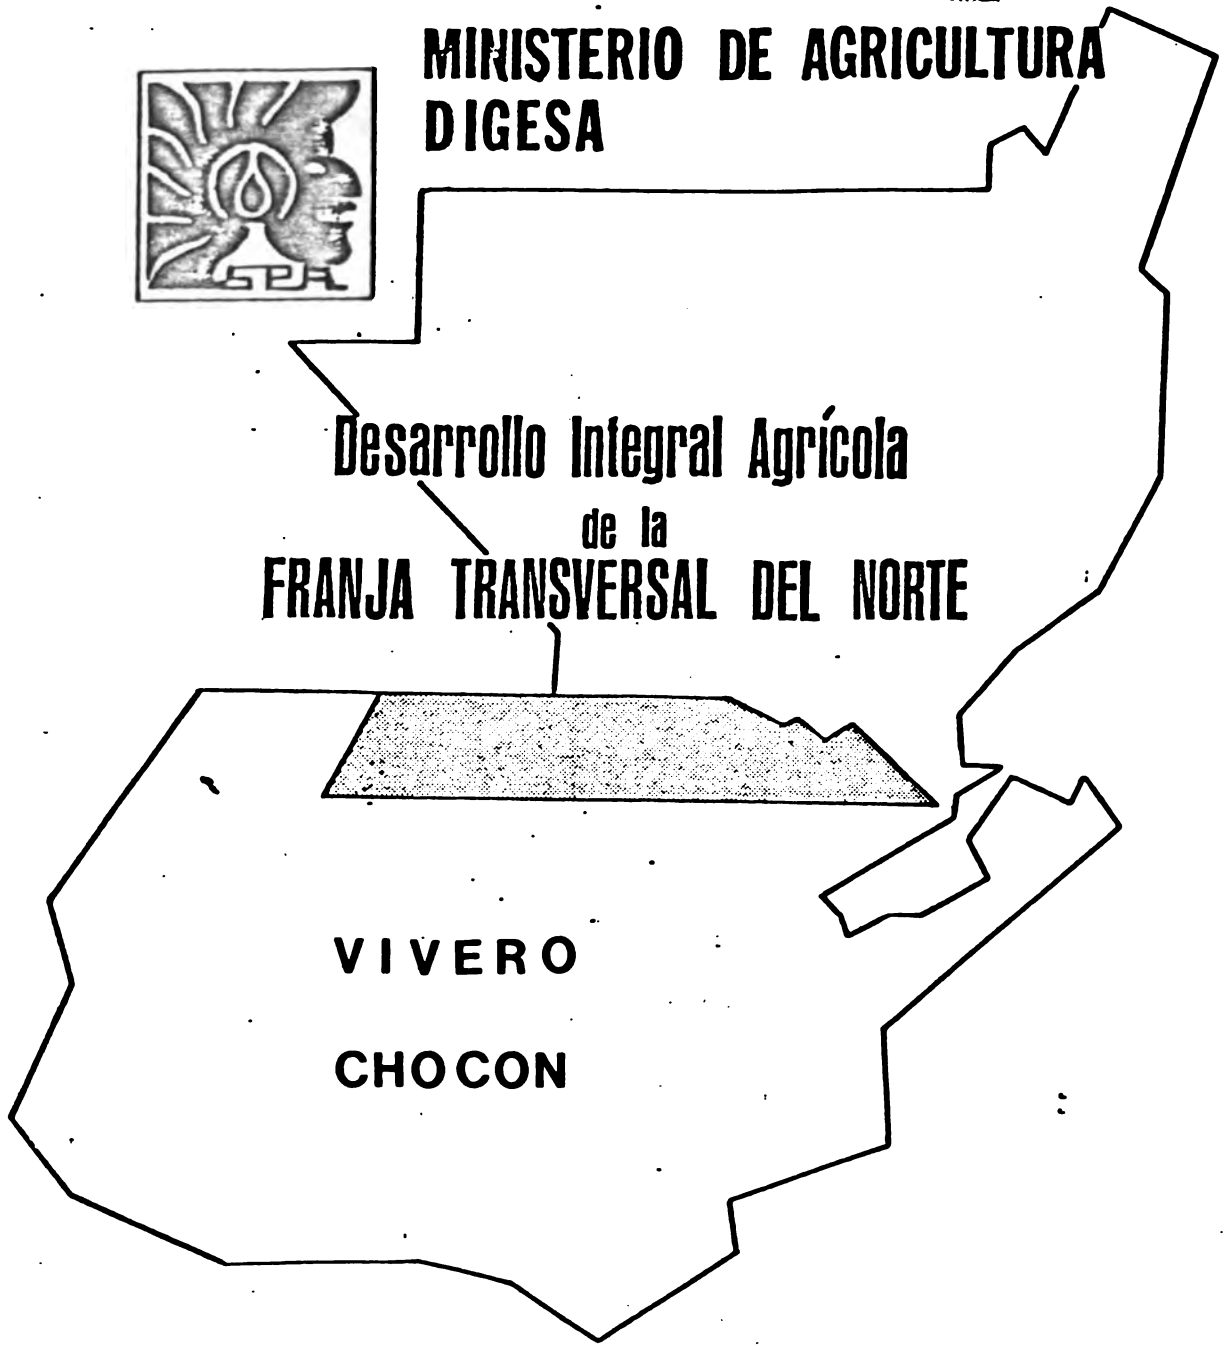 MINISTERIO DE AGRICULTURA
DIGESA
Desarrollo Integral Agrícola
de la
FRANJA TRANSVERSAL DEL NORTE
VIVERO
CHOCON